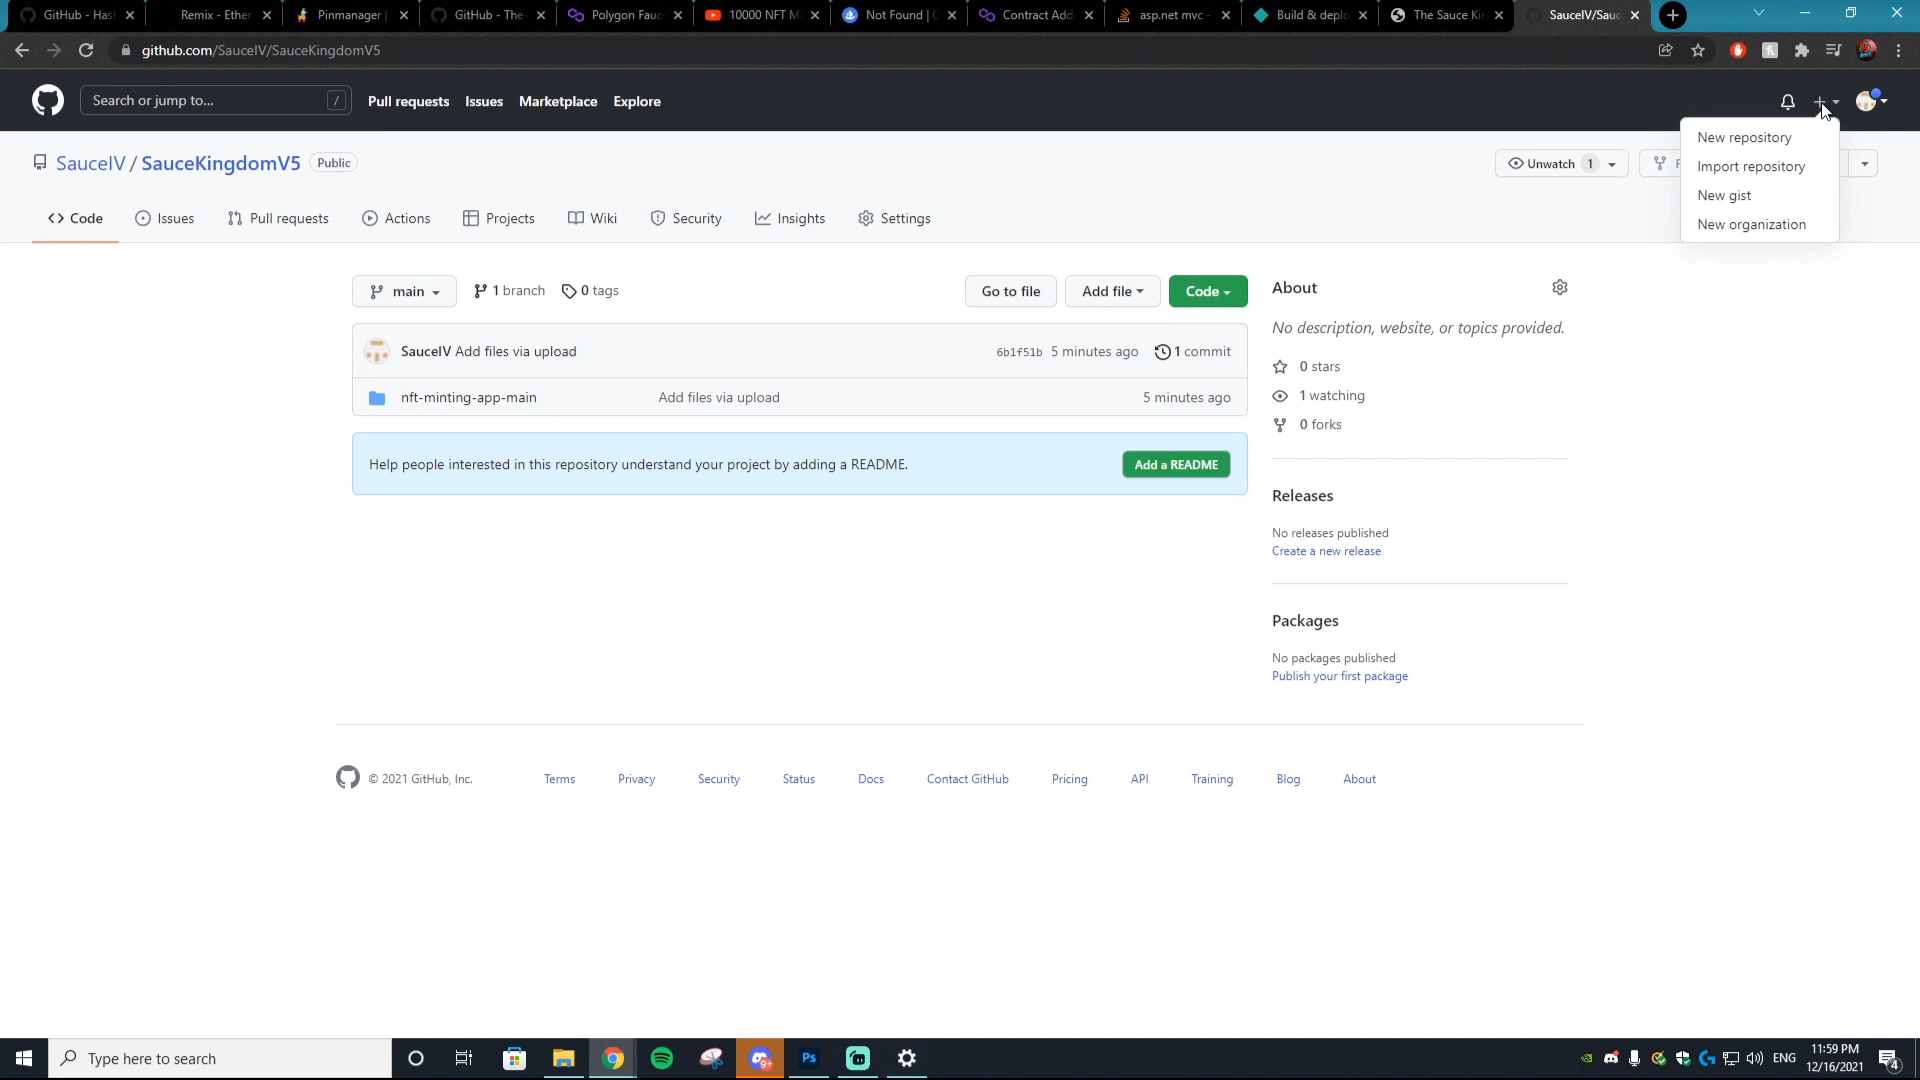 GitHub - Has
Remix - Ether
Pinmanager |
GitHub - The-
Polygon Fauc
10000 NFT M
Not Found | O
Contract Add
asp.net mvc -
Build & deplo
The Sauce Kin
SaucelV/Sauc
github.com/SaucelV/SauceKingdomV5
Search or jump to... /
Pull requests Issues Marketplace Explore
New repository
Import repository
New gist
New organization
SaucelV / SauceKingdomV5 Public
Unwatch 1
F
Code Issues Pull requests Actions Projects Wiki Security Insights Settings
main 1 branch 0 tags Go to file Add file Code
SaucelV Add files via upload 6b1f51b 5 minutes ago 1 commit
nft-minting-app-main Add files via upload 5 minutes ago
Help people interested in this repository understand your project by adding a README. Add a README
About
No description, website, or topics provided.
0 stars
1 watching
0 forks
Releases
No releases published
Create a new release
Packages
No packages published
Publish your first package
© 2021 GitHub, Inc. Terms Privacy Security Status Docs Contact GitHub Pricing API Training Blog About
Type here to search
9+
Ps
ENG
11:59 PM
12/16/2021
4